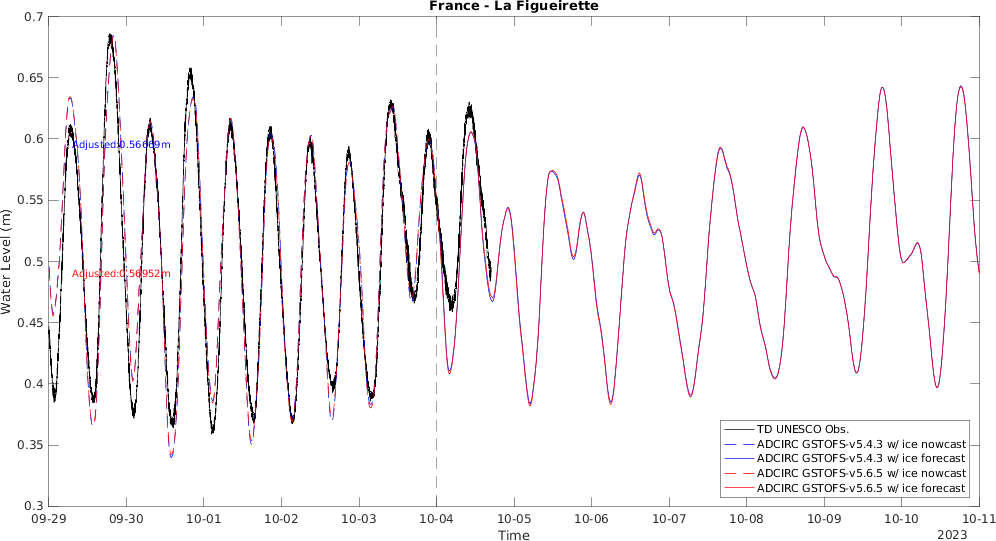 France - La Figueirette
0.7
0.65
0.6
0.55
0.5
0.45
0.4
0.35
0.3
Water Level (m)
Adjusted:0.56669m
Adjusted:0.56952m
TD UNESCO Obs.
ADCIRC GSTOFS-v5.4.3 w/ ice nowcast
ADCIRC GSTOFS-v5.4.3 w/ ice forecast
ADCIRC GSTOFS-v5.6.5 w/ ice nowcast
ADCIRC GSTOFS-v5.6.5 w/ ice forecast
09-29 09-30 10-01 10-02 10-03 10-04 10-05 10-06 10-07 10-08 10-09 10-10 10-11
Time
2023